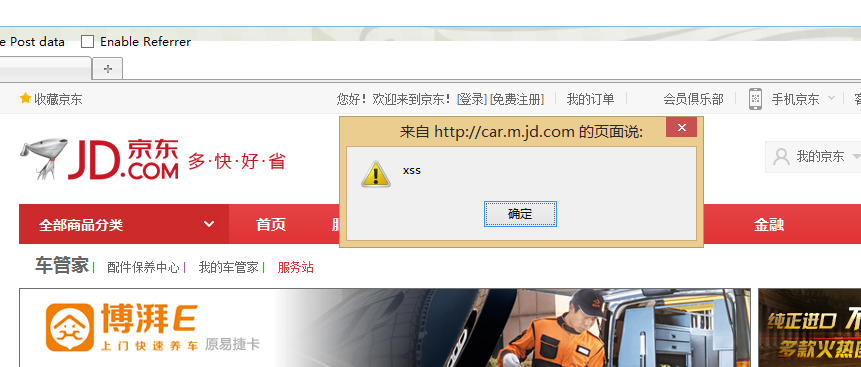 e Post data Enable Referrer
收藏京东 您好！欢迎来到京东！ [登录] [免费注册] 我的订单 会员俱乐部 手机京东
来自 http://car.m.jd.com 的页面说:
xss
确定
JD 京东 .COM 多·快·好·省
我的京东
全部商品分类 首页 金融
车管家 配件保养中心 我的车管家 服务站
博湃E
上门快速养车 原易捷卡
纯正进口
多款火热